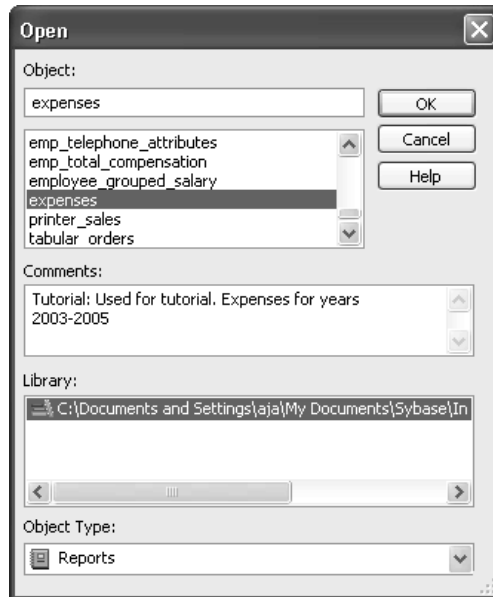 Open
Object:
expenses
OK
emp_telephone_attributes
emp_total_compensation
employee_grouped_salary
expenses
printer_sales
tabular_orders
Cancel
Help
Comments:
Tutorial: Used for tutorial. Expenses for years
2003-2005
Library:
C:\Documents and Settings\aja\My Documents\Sybase\In
Object Type:
Reports